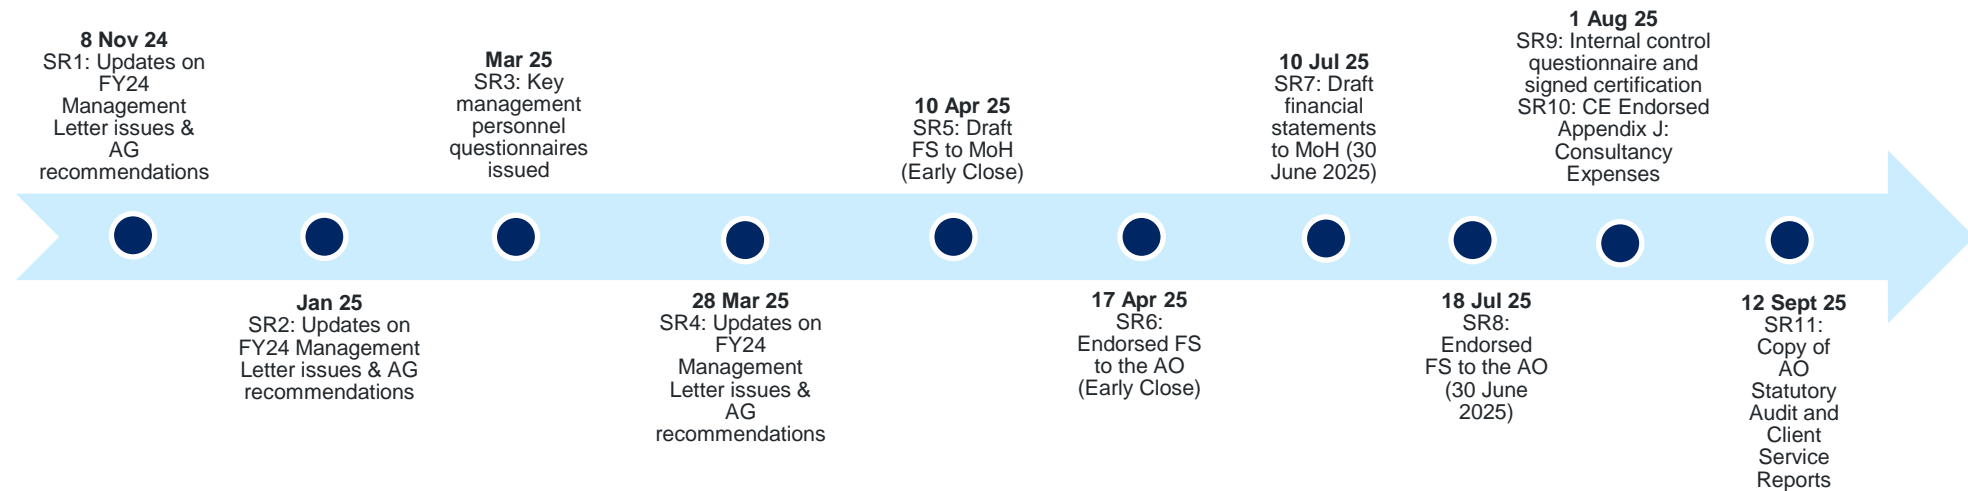 8 Nov 24
SR1: Updates on
FY24
Management
Letter issues &
AG
recommendations
Jan 25
SR2: Updates on
FY24 Management
Letter issues & AG
recommendations
Mar 25
SR3: Key
management
personnel
questionnaires
issued
28 Mar 25
SR4: Updates on
FY24
Management
Letter issues &
AG
recommendations
10 Apr 25
SR5: Draft
FS to MoH
(Early Close)
17 Apr 25
SR6:
Endorsed FS
to the AO
(Early Close)
10 Jul 25
SR7: Draft
financial
statements
to MoH (30
June 2025)
18 Jul 25
SR8:
Endorsed
FS to the AO
(30 June
2025)
1 Aug 25
SR9: Internal control
questionnaire and
signed certification
SR10: CE Endorsed
Appendix J:
Consultancy
Expenses
12 Sept 25
SR11:
Copy of
AO
Statutory
Audit and
Client
Service
Reports